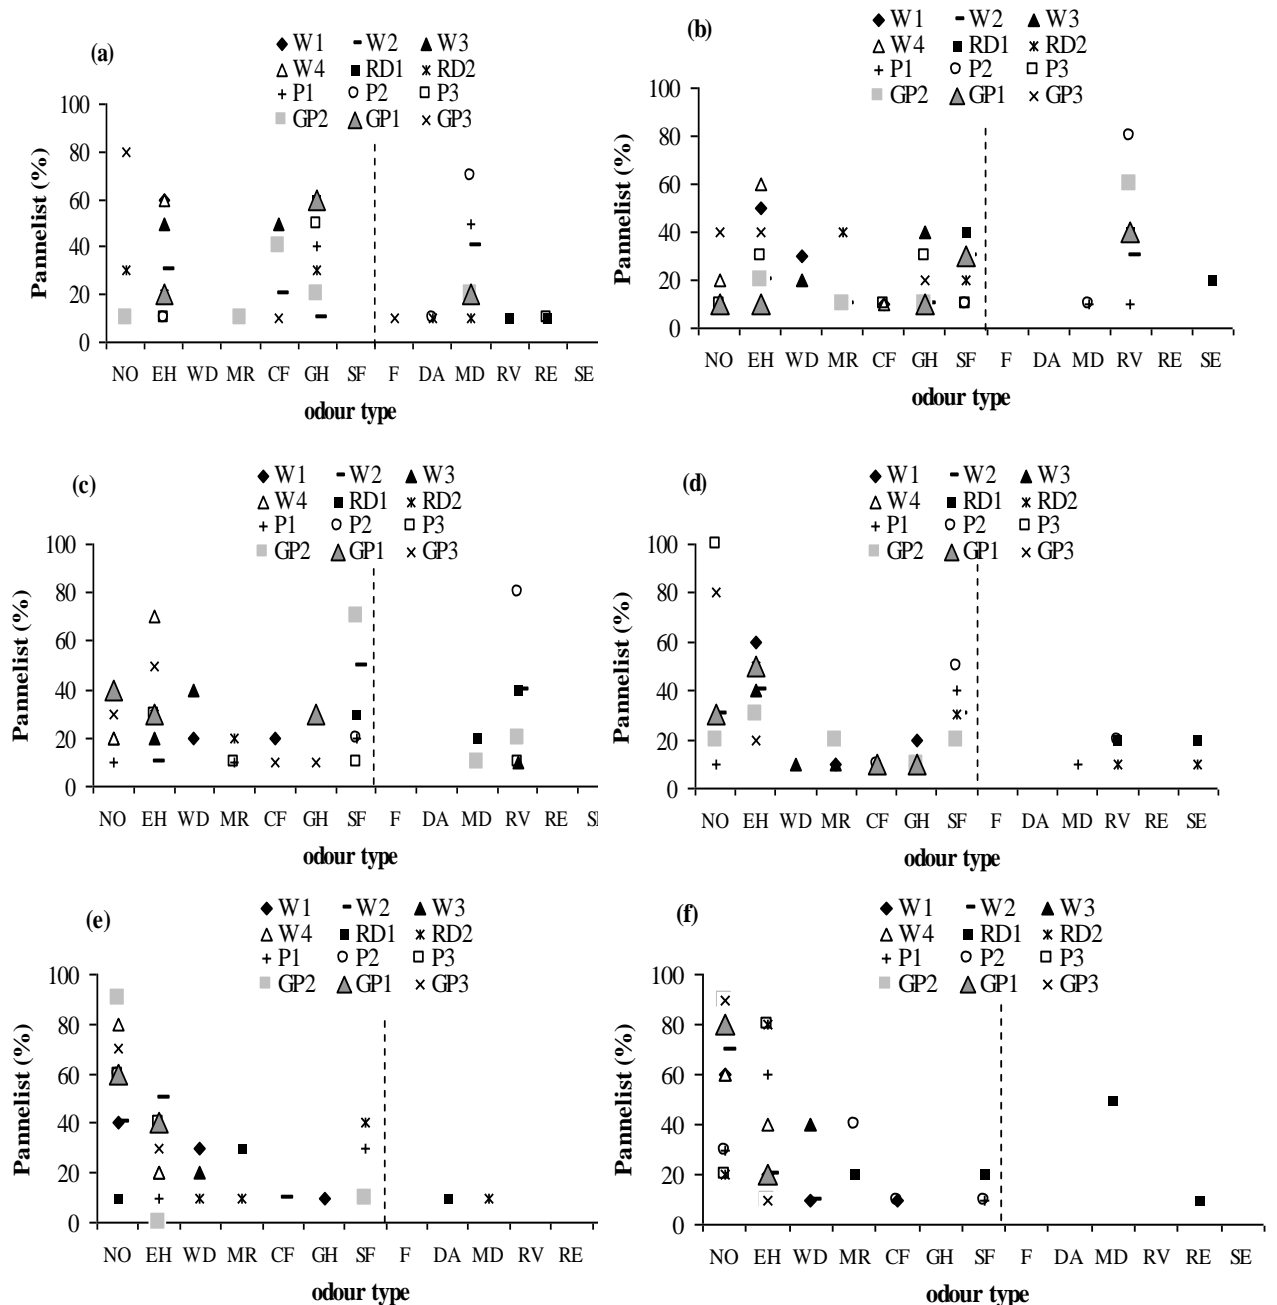 (a)
W1 W2 W3
W4 RD1 RD2
P1 P2 P3
GP2 GP1 GP3
Pannelist (%)
100
80
60
40
20
0
NO EH WD MR CF GH SF F DA MD RV RE SE
odour type
(b)
W1 W2 W3
W4 RD1 RD2
P1 P2 P3
GP2 GP1 GP3
Pannelist (%)
100
80
60
40
20
0
NO EH WD MR CF GH SF F DA MD RV RE SE
odour type
(c)
W1 W2 W3
W4 RD1 RD2
P1 P2 P3
GP2 GP1 GP3
Pannelist (%)
100
80
60
40
20
0
NO EH WD MR CF GH SF F DA MD RV RE S
odour type
(d)
W1 W2 W3
W4 RD1 RD2
P1 P2 P3
GP2 GP1 GP3
Pannelist (%)
100
80
60
40
20
0
NO EH WD MR CF GH SF F DA MD RV RE SE
odour type
(e)
W1 W2 W3
W4 RD1 RD2
P1 P2 P3
GP2 GP1 GP3
Pannelist (%)
100
80
60
40
20
0
NO EH WD MR CF GH SF F DA MD RV RE
odour type
(f)
W1 W2 W3
W4 RD1 RD2
P1 P2 P3
GP2 GP1 GP3
Pannelist (%)
100
80
60
40
20
0
NO EH WD MR CF GH SF F DA MD RV RE SE
odour type